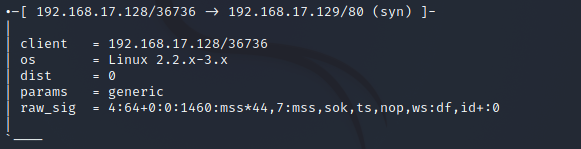 .-[ 192.168.17.128/36736 -> 192.168.17.129/80 (syn) ]-
|
| client   = 192.168.17.128/36736
| os       = Linux 2.2.x-3.x
| dist     = 0
| params   = generic
| raw_sig  = 4:64+0:0:1460:mss*44,7:mss,sok,ts,nop,ws:df,id+:0
|
`----